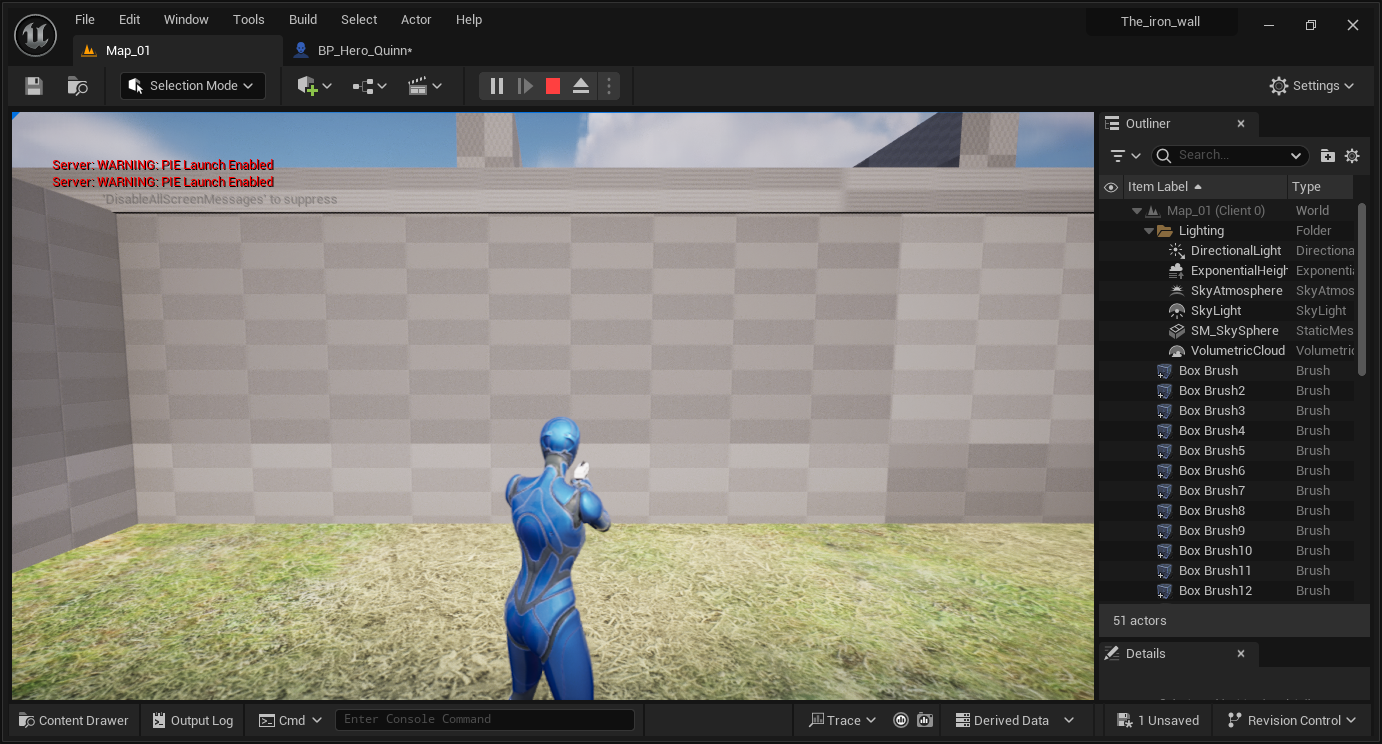 File Edit Window Tools Build Select Actor Help
The_iron_wall
Map_01
BP_Hero_Quinn*
Selection Mode
Settings
Server: WARNING: PIE Launch Enabled
Server: WARNING: PIE Launch Enabled
'DisableAllScreenMessages' to suppress
Outliner
Search...
Item Label Type
Map_01 (Client 0) World
Lighting Folder
DirectionalLight Directiona
ExponentialHeigh Exponentia
SkyAtmosphere SkyAtmos
SkyLight SkyLight
SM_SkySphere StaticMes
VolumetricCloud Volumetric
Box Brush Brush
Box Brush2 Brush
Box Brush3 Brush
Box Brush4 Brush
Box Brush5 Brush
Box Brush6 Brush
Box Brush7 Brush
Box Brush8 Brush
Box Brush9 Brush
Box Brush10 Brush
Box Brush11 Brush
Box Brush12 Brush
51 actors
Details
Content Drawer Output Log Cmd Enter Console Command Trace Derived Data 1 Unsaved Revision Control